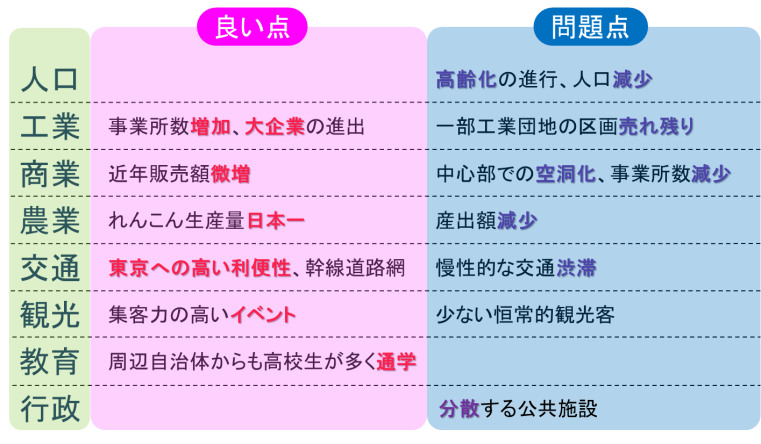 良い点 問題点
人口 高齢化の進行、人口減少
工業 事業所数増加、大企業の進出 一部工業団地の区画売れ残り
商業 近年販売額微増 中心部での空洞化、事業所数減少
農業 れんこん生産量日本一 産出額減少
交通 東京への高い利便性、幹線道路網 慢性的な交通渋滞
観光 集客力の高いイベント 少ない恒常的観光客
教育 周辺自治体からも高校生が多く通学
行政 分散する公共施設